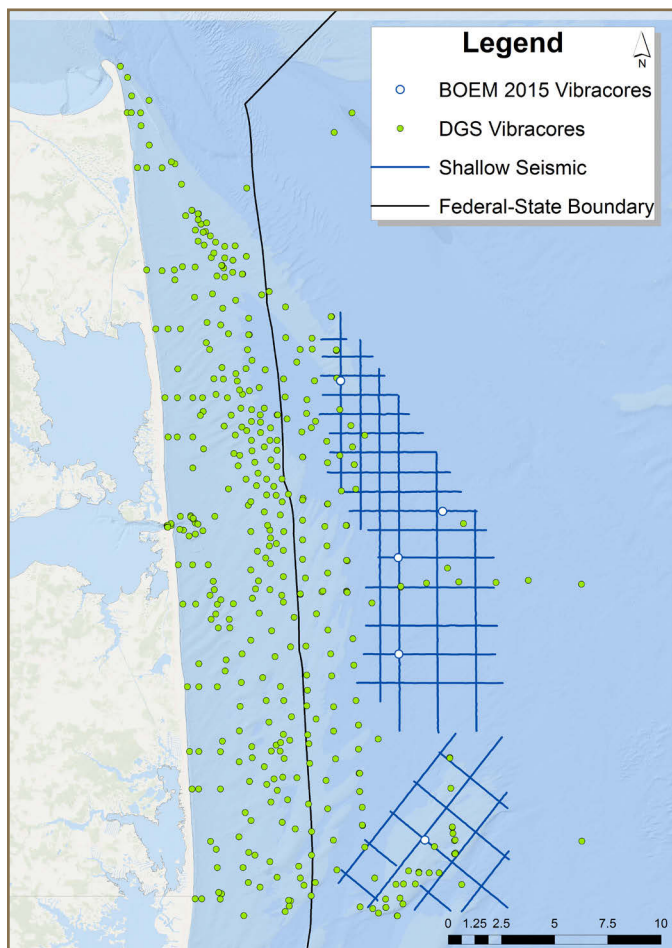 Legend
N
BOEM 2015 Vibracores
DGS Vibracores
Shallow Seismic
Federal-State Boundary
0 1.25 2.5 5 7.5 10